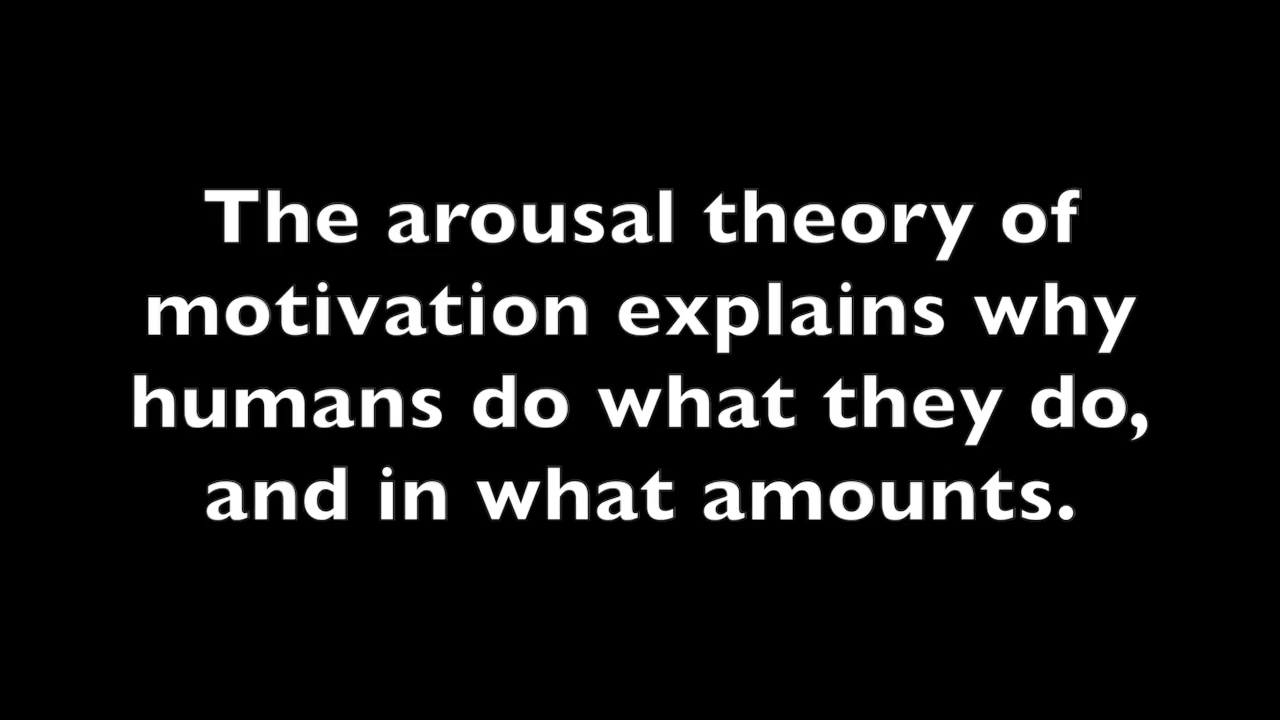 The arousal theory of
motivation explains why
humans do what they do,
and in what amounts.